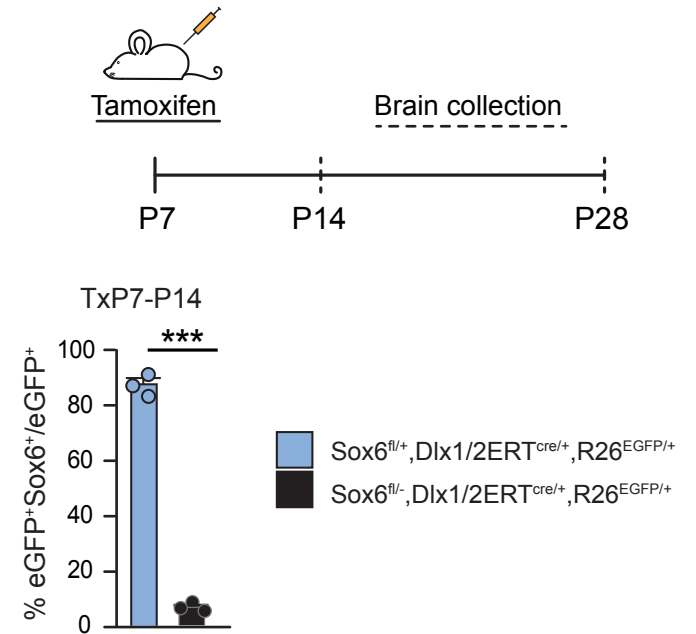 Tamoxifen
Brain collection
P7
P14
P28
TxP7-P14
***
% eGFP⁺Sox6⁺/eGFP⁺
100
80
60
40
20
0
Sox6ᶠˡ/⁺,Dlx1/2ERTᶜʳᵉ/⁺,R26ᴱᴳᶠᴾ/⁺
Sox6ᶠˡ/⁻,Dlx1/2ERTᶜʳᵉ/⁺,R26ᴱᴳᶠᴾ/⁺